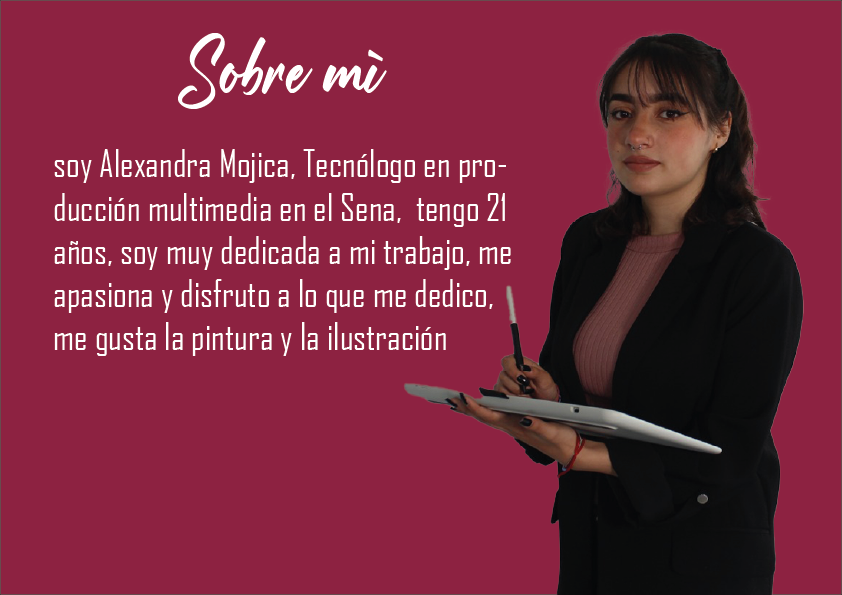 Sobre mì
soy Alexandra Mojica, Tecnólogo en pro-
ducción multimedia en el Sena,  tengo 21
años, soy muy dedicada a mi trabajo, me
apasiona y disfruto a lo que me dedico,
me gusta la pintura y la ilustración